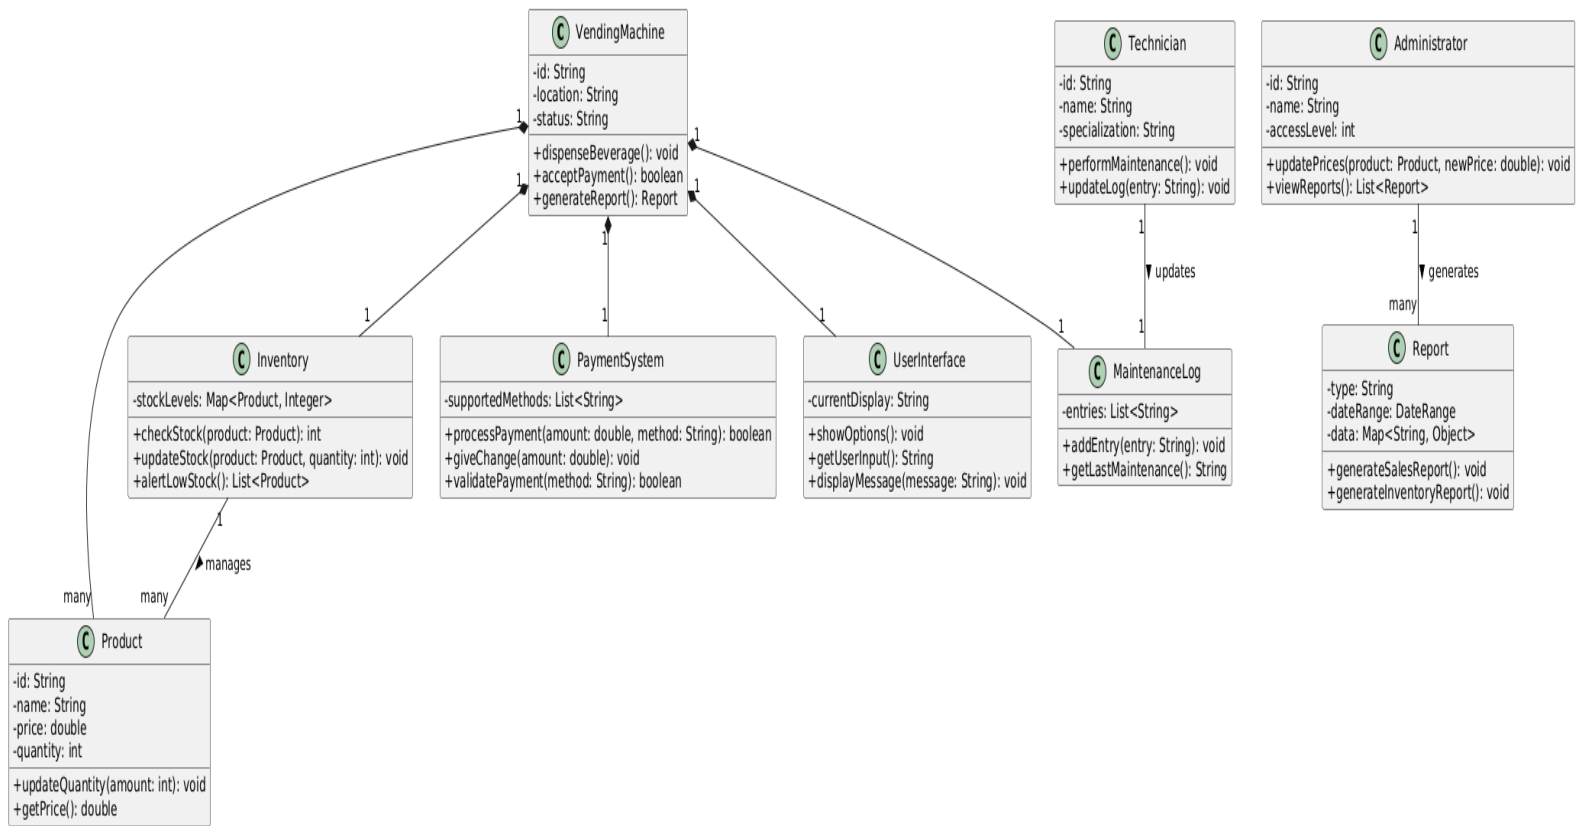 C VendingMachine
-id: String
-location: String
-status: String
+dispenseBeverage(): void
+acceptPayment(): boolean
+generateReport(): Report
C Technician
-id: String
-name: String
-specialization: String
+performMaintenance(): void
+updateLog(entry: String): void
C Administrator
-id: String
-name: String
-accessLevel: int
+updatePrices(product: Product, newPrice: double): void
+viewReports(): List<Report>
1
1
1
1
1
1
1
updates
generates
1
1
1
1
1
many
C Inventory
-stockLevels: Map<Product, Integer>
+checkStock(product: Product): int
+updateStock(product: Product, quantity: int): void
+alertLowStock(): List<Product>
C PaymentSystem
-supportedMethods: List<String>
+processPayment(amount: double, method: String): boolean
+giveChange(amount: double): void
+validatePayment(method: String): boolean
C UserInterface
-currentDisplay: String
+showOptions(): void
+getUserInput(): String
+displayMessage(message: String): void
C MaintenanceLog
-entries: List<String>
+addEntry(entry: String): void
+getLastMaintenance(): String
C Report
-type: String
-dateRange: DateRange
-data: Map<String, Object>
+generateSalesReport(): void
+generateInventoryReport(): void
1
manages
many
many
C Product
-id: String
-name: String
-price: double
-quantity: int
+updateQuantity(amount: int): void
+getPrice(): double